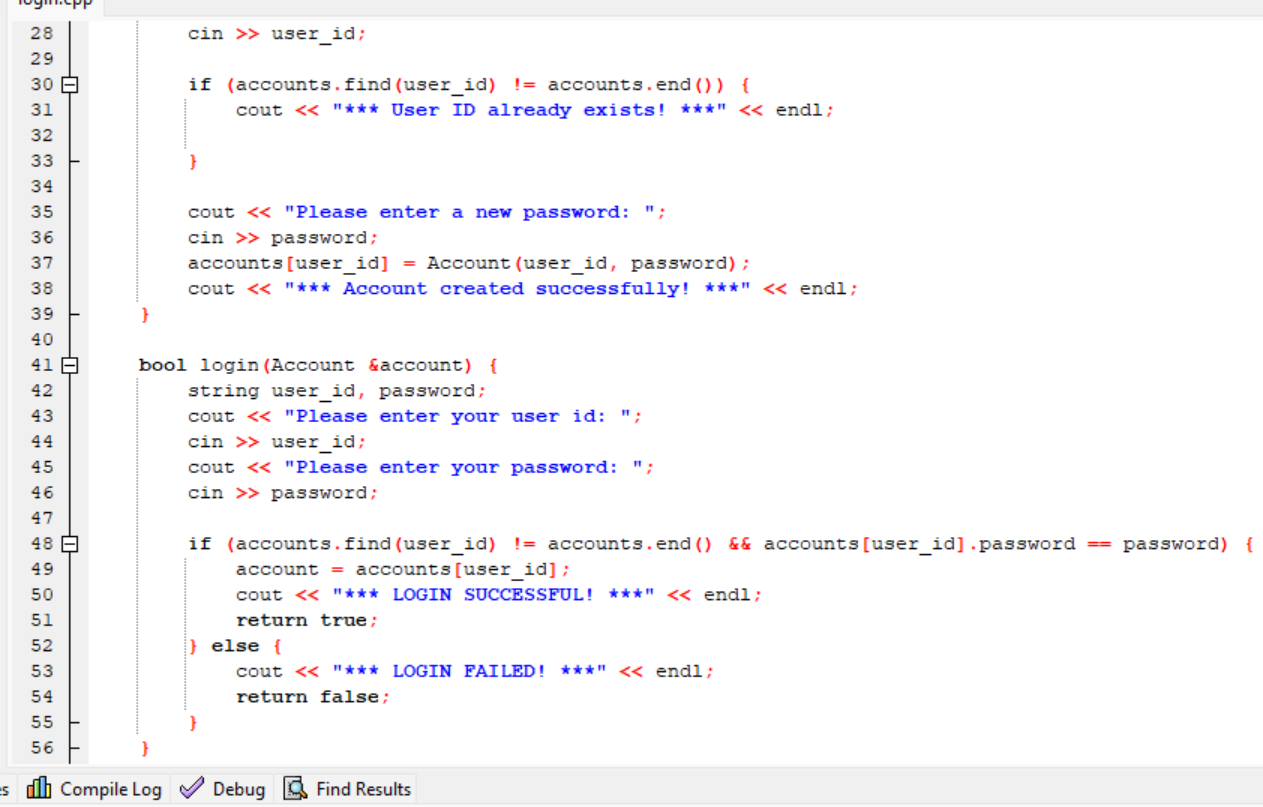 login.cpp
28 cin >> user_id;
29
30 if (accounts.find(user_id) != accounts.end()) {
31 cout << "*** User ID already exists! ***" << endl;
32
33 }
34
35 cout << "Please enter a new password: ";
36 cin >> password;
37 accounts[user_id] = Account(user_id, password);
38 cout << "*** Account created successfully! ***" << endl;
39 }
40
41 bool login(Account &account) {
42 string user_id, password;
43 cout << "Please enter your user id: ";
44 cin >> user_id;
45 cout << "Please enter your password: ";
46 cin >> password;
47
48 if (accounts.find(user_id) != accounts.end() && accounts[user_id].password == password) {
49 account = accounts[user_id];
50 cout << "*** LOGIN SUCCESSFUL! ***" << endl;
51 return true;
52 } else {
53 cout << "*** LOGIN FAILED! ***" << endl;
54 return false;
55 }
56 }
Compile Log Debug Find Results